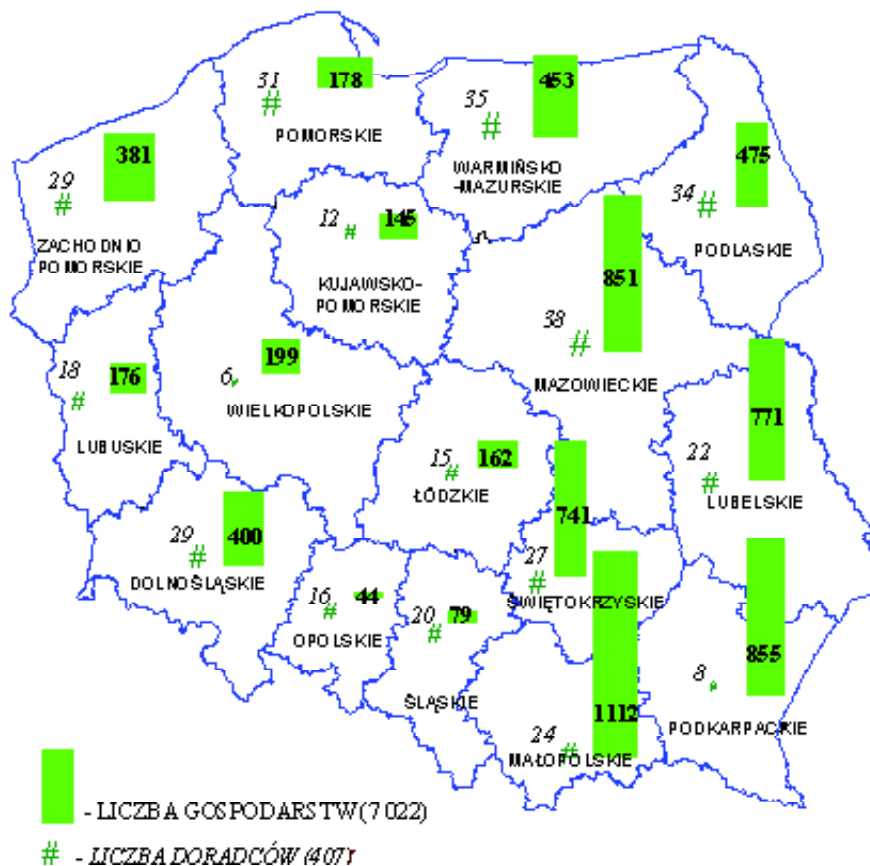 31
178
POMORSKIE
35
453
WARMIŃSKO
-MAZURSKIE
381
29
ZACHODNIO
POMORSKIE
475
34
PODLASKIE
12
145
KUJAWSKO-
POMORSKIE
851
38
MAZOWIECKIE
18
176
LUBUSKIE
199
6
WIELKOPOLSKIE
771
22
LUBELSKIE
15
162
ŁÓDZKIE
400
29
DOLNOŚLĄSKIE
741
27
ŚWIĘTOKRZYSKIE
16
44
OPOLSKIE
20
79
ŚLĄSKIE
855
8
PODKARPACKIE
1112
24
MAŁOPOLSKIE
- LICZBA GOSPODARSTW (7 022)
# - LICZBA DORADCÓW (407)